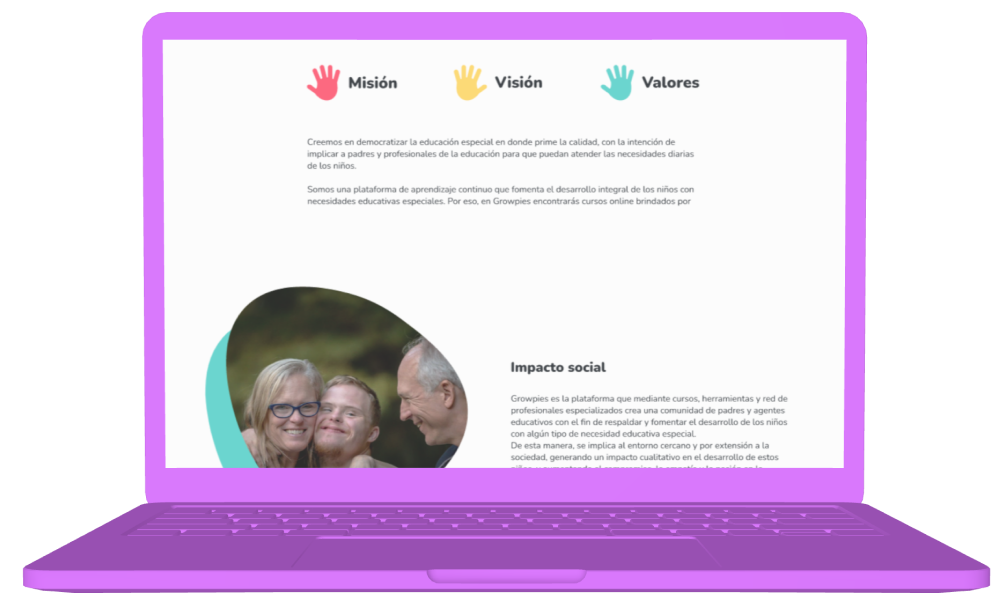 Misión
Visión
Valores
Creemos en democratizar la educación especial en donde prime la calidad, con la intención de
implicar a padres y profesionales de la educación para que puedan atender las necesidades diarias
de los niños.
Somos una plataforma de aprendizaje continuo que fomenta el desarrollo integral de los niños con
necesidades educativas especiales. Por eso, en Growpies encontrarás cursos online brindados por
Impacto social
Growpies es la plataforma que mediante cursos, herramientas y red de
profesionales especializados crea una comunidad de padres y agentes
educativos con el fin de respaldar y fomentar el desarrollo de los niños
con algún tipo de necesidad educativa especial.
De esta manera, se implica al entorno cercano y por extensión a la
sociedad, generando un impacto cualitativo en el desarrollo de estos